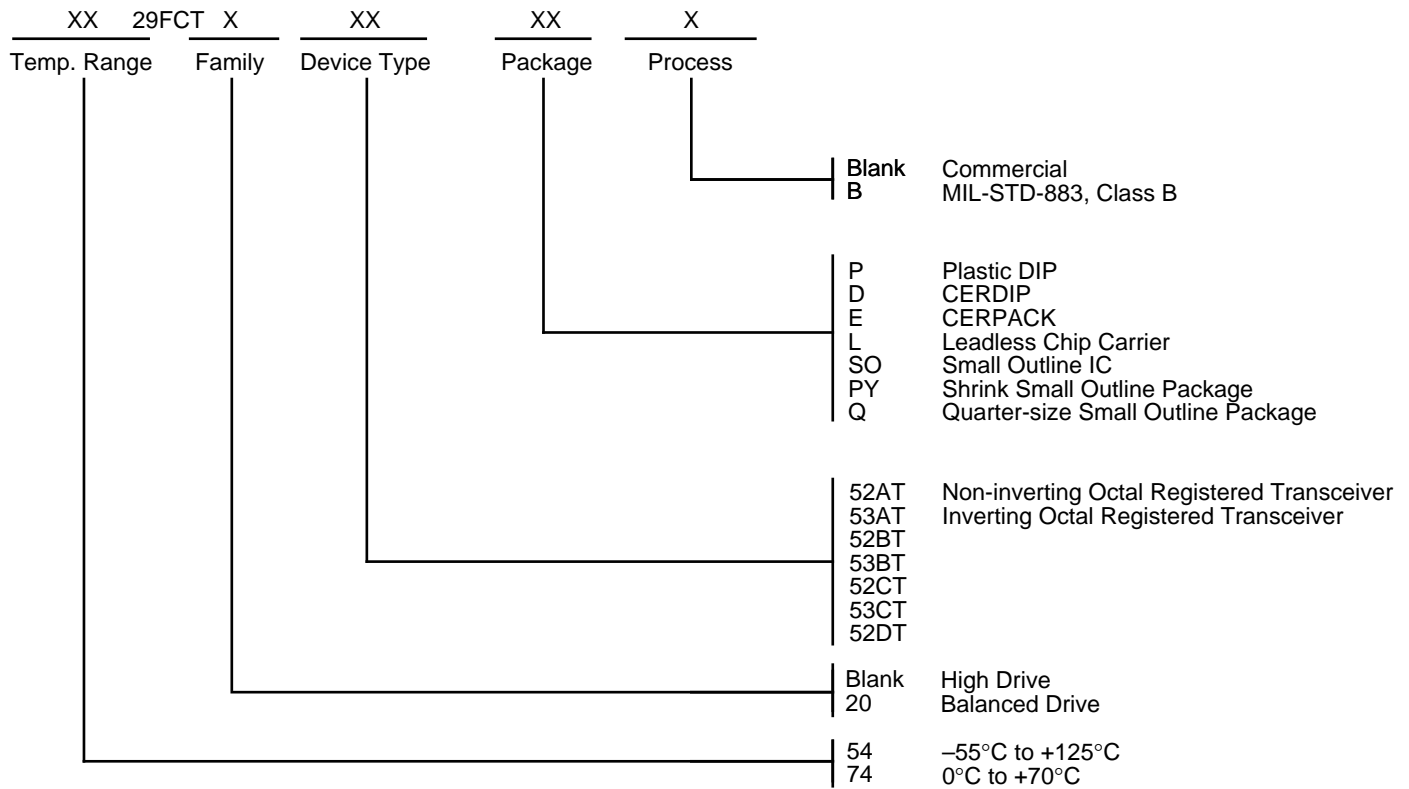 XX 29FCT X XX XX X
Temp. Range Family Device Type Package Process
Blank Commercial
B MIL-STD-883, Class B
P Plastic DIP
D CERDIP
E CERPACK
L Leadless Chip Carrier
SO Small Outline IC
PY Shrink Small Outline Package
Q Quarter-size Small Outline Package
52AT Non-inverting Octal Registered Transceiver
53AT Inverting Octal Registered Transceiver
52BT
53BT
52CT
53CT
52DT
Blank High Drive
20 Balanced Drive
54 –55°C to +125°C
74 0°C to +70°C